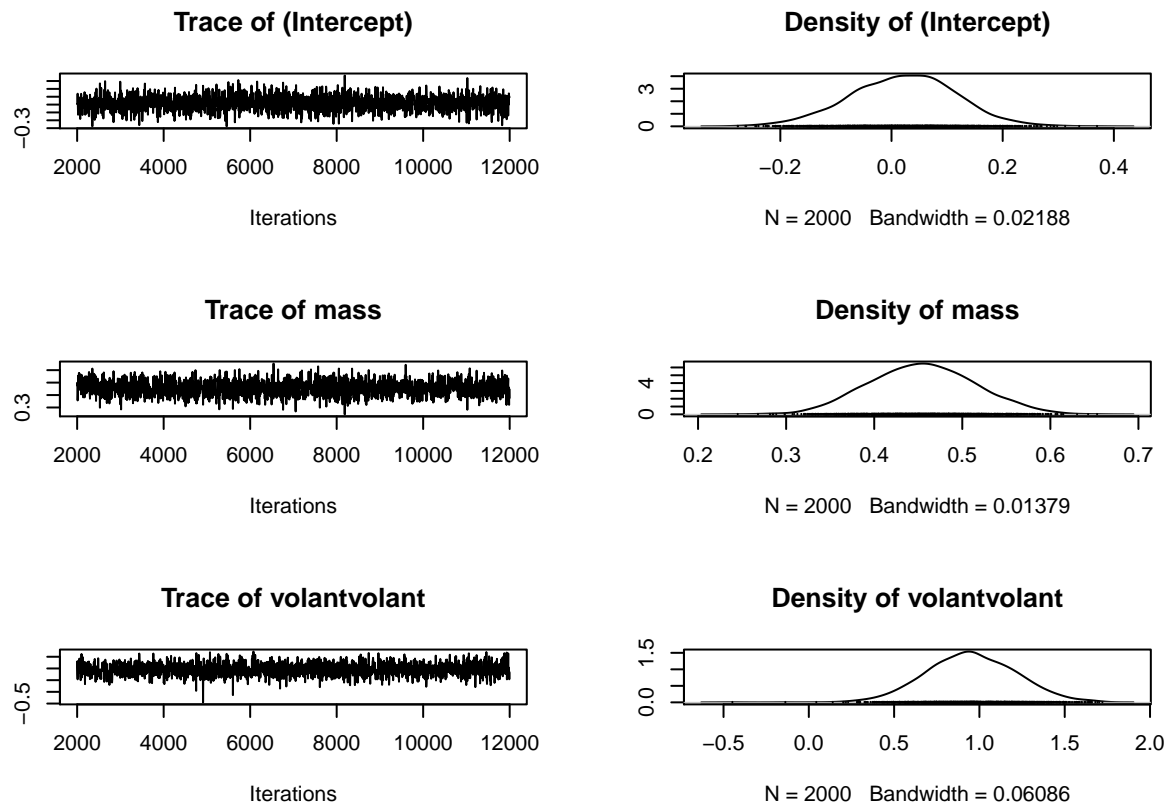 Trace of (Intercept)
-0.3
2000 4000 6000 8000 10000 12000
Iterations
Density of (Intercept)
0 3
−0.2 0.0 0.2 0.4
N = 2000 Bandwidth = 0.02188
Trace of mass
0.3
2000 4000 6000 8000 10000 12000
Iterations
Density of mass
0 4
0.2 0.3 0.4 0.5 0.6 0.7
N = 2000 Bandwidth = 0.01379
Trace of volantvolant
−0.5
2000 4000 6000 8000 10000 12000
Iterations
Density of volantvolant
0.0 1.5
−0.5 0.0 0.5 1.0 1.5 2.0
N = 2000 Bandwidth = 0.06086